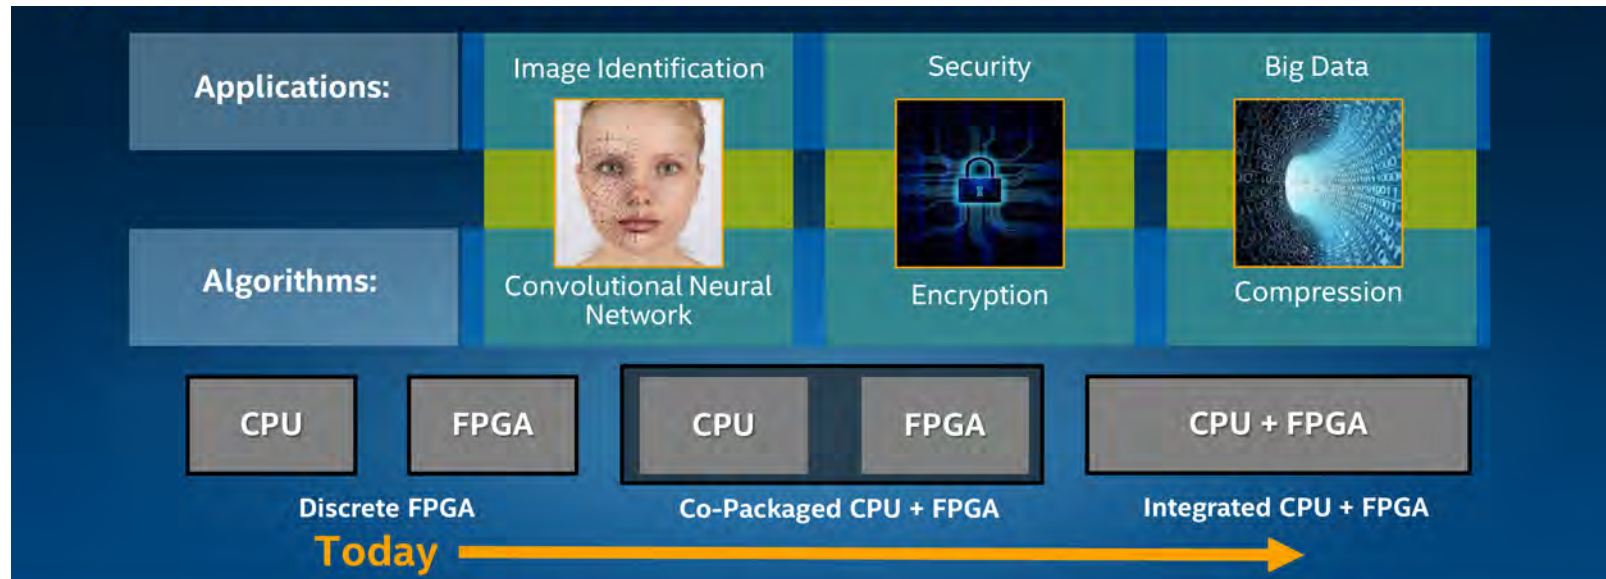 Applications:
Image Identification
Security
Big Data
Algorithms:
Convolutional Neural
Network
Encryption
Compression
CPU
FPGA
CPU
FPGA
CPU + FPGA
Discrete FPGA
Co-Packaged CPU + FPGA
Integrated CPU + FPGA
Today